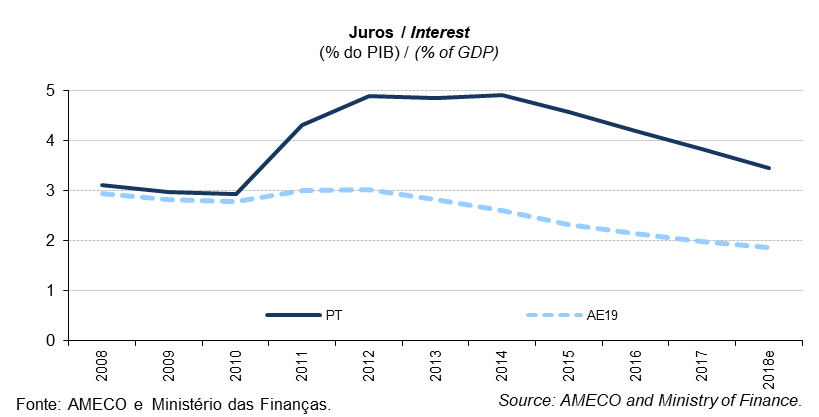 Juros / Interest
(% do PIB) / (% of GDP)
5
4
3
2
1
0
PT
AE19
2008
2009
2010
2011
2012
2013
2014
2015
2016
2017
2018e
Fonte: AMECO e Ministério das Finanças.
Source: AMECO and Ministry of Finance.